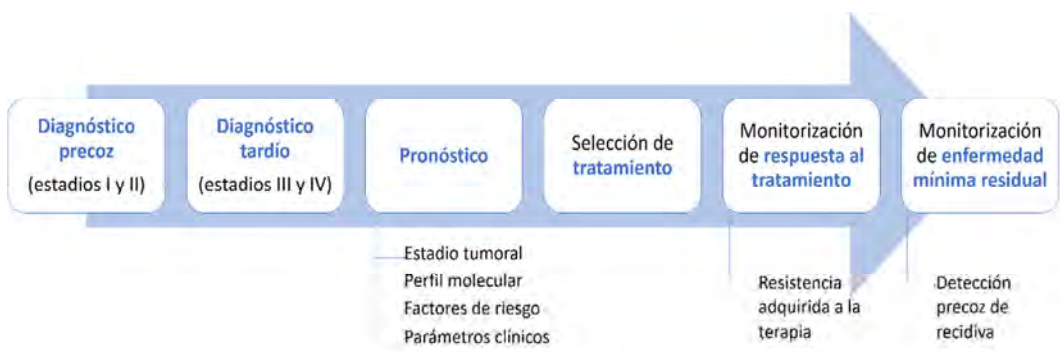 Diagnóstico
precoz
(estadios I y II)
Diagnóstico
tardío
(estadios III y IV)
Pronóstico
Selección de
tratamiento
Monitorización
de respuesta al
tratamiento
Monitorización
de enfermedad
mínima residual
Estadio tumoral
Perfil molecular
Factores de riesgo
Parámetros clínicos
Resistencia
adquirida a la
terapia
Detección
precoz de
recidiva